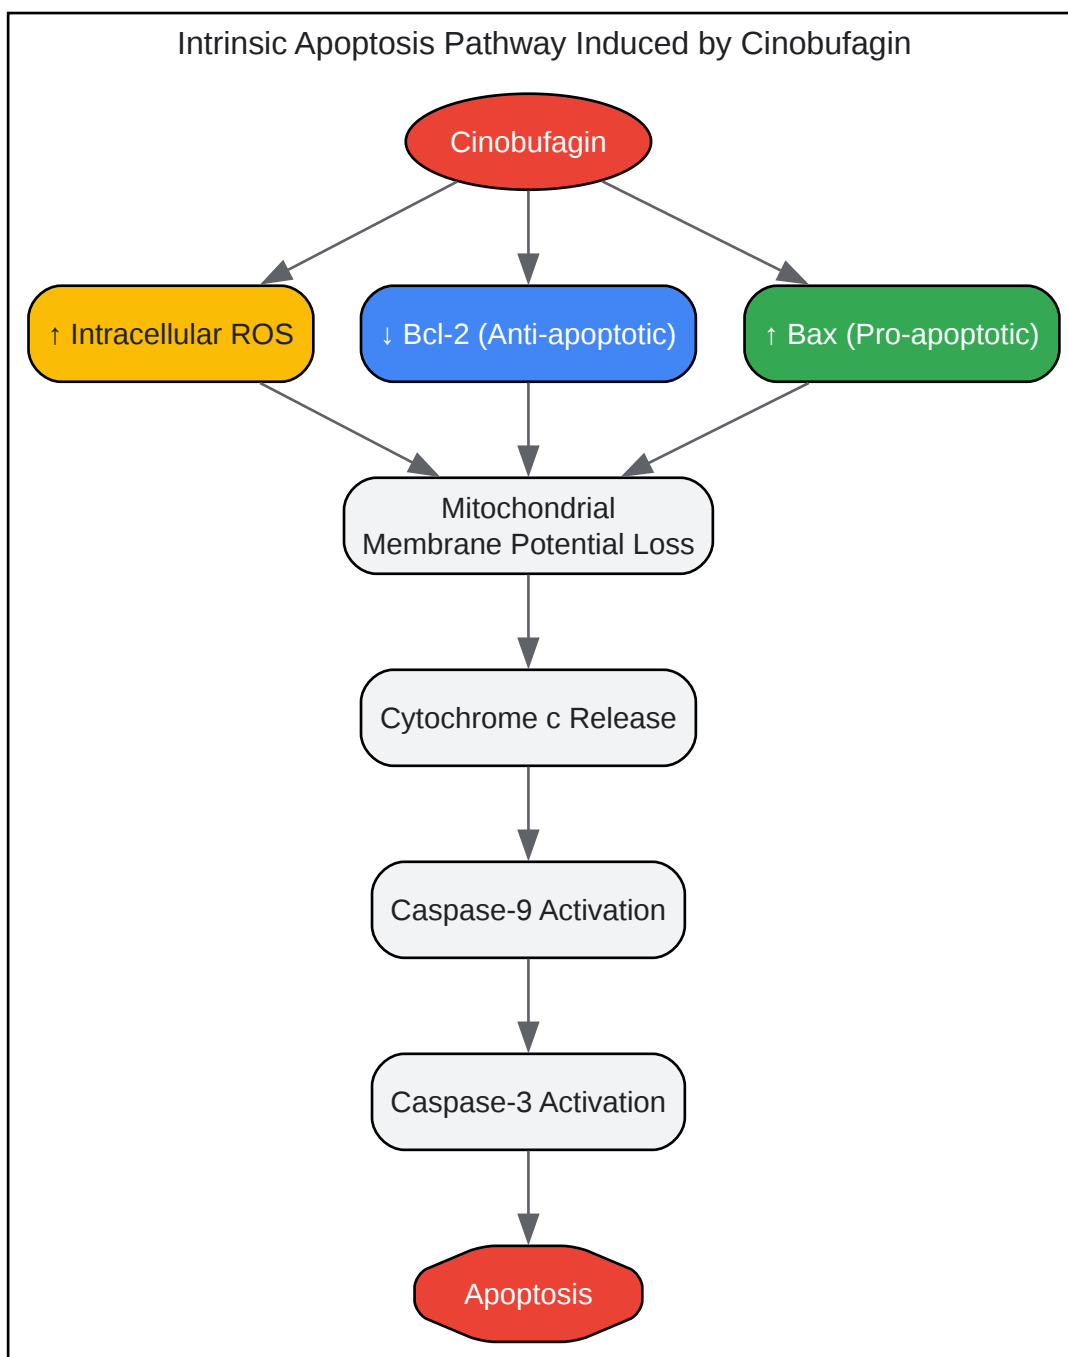 Intrinsic Apoptosis Pathway Induced by Cinobufagin
Cinobufagin
↑ Intracellular ROS
↓ Bcl-2 (Anti-apoptotic)
↑ Bax (Pro-apoptotic)
Mitochondrial
Membrane Potential Loss
Cytochrome c Release
Caspase-9 Activation
Caspase-3 Activation
Apoptosis